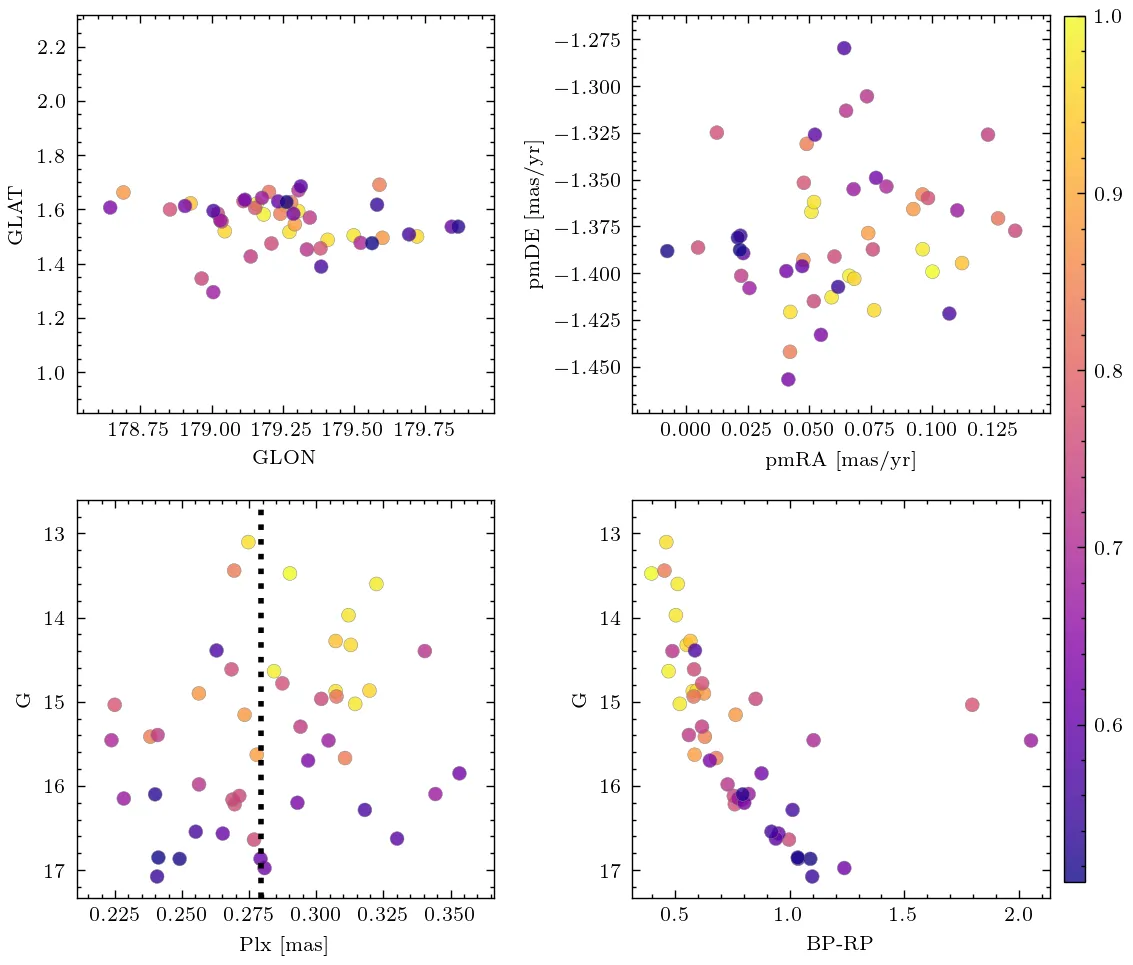 2.2
2.0
1.8
1.6
1.4
1.2
1.0
GLAT
178.75 179.00 179.25 179.50 179.75
GLON
−1.275
−1.300
−1.325
−1.350
−1.375
−1.400
−1.425
−1.450
pmDE [mas/yr]
0.000 0.025 0.050 0.075 0.100 0.125
pmRA [mas/yr]
1.0
0.9
0.8
0.7
0.6
13
14
15
16
17
G
0.225 0.250 0.275 0.300 0.325 0.350
Plx [mas]
13
14
15
16
17
G
0.5 1.0 1.5 2.0
BP-RP